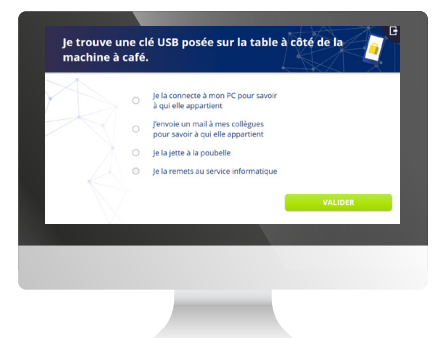 Je trouve une clé USB posée sur la table à côté de la
machine à café.
Je la connecte à mon PC pour savoir
à qui elle appartient
J'envoie un mail à mes collègues
pour savoir à qui elle appartient
Je la jette à la poubelle
Je la remets au service informatique
VALIDER